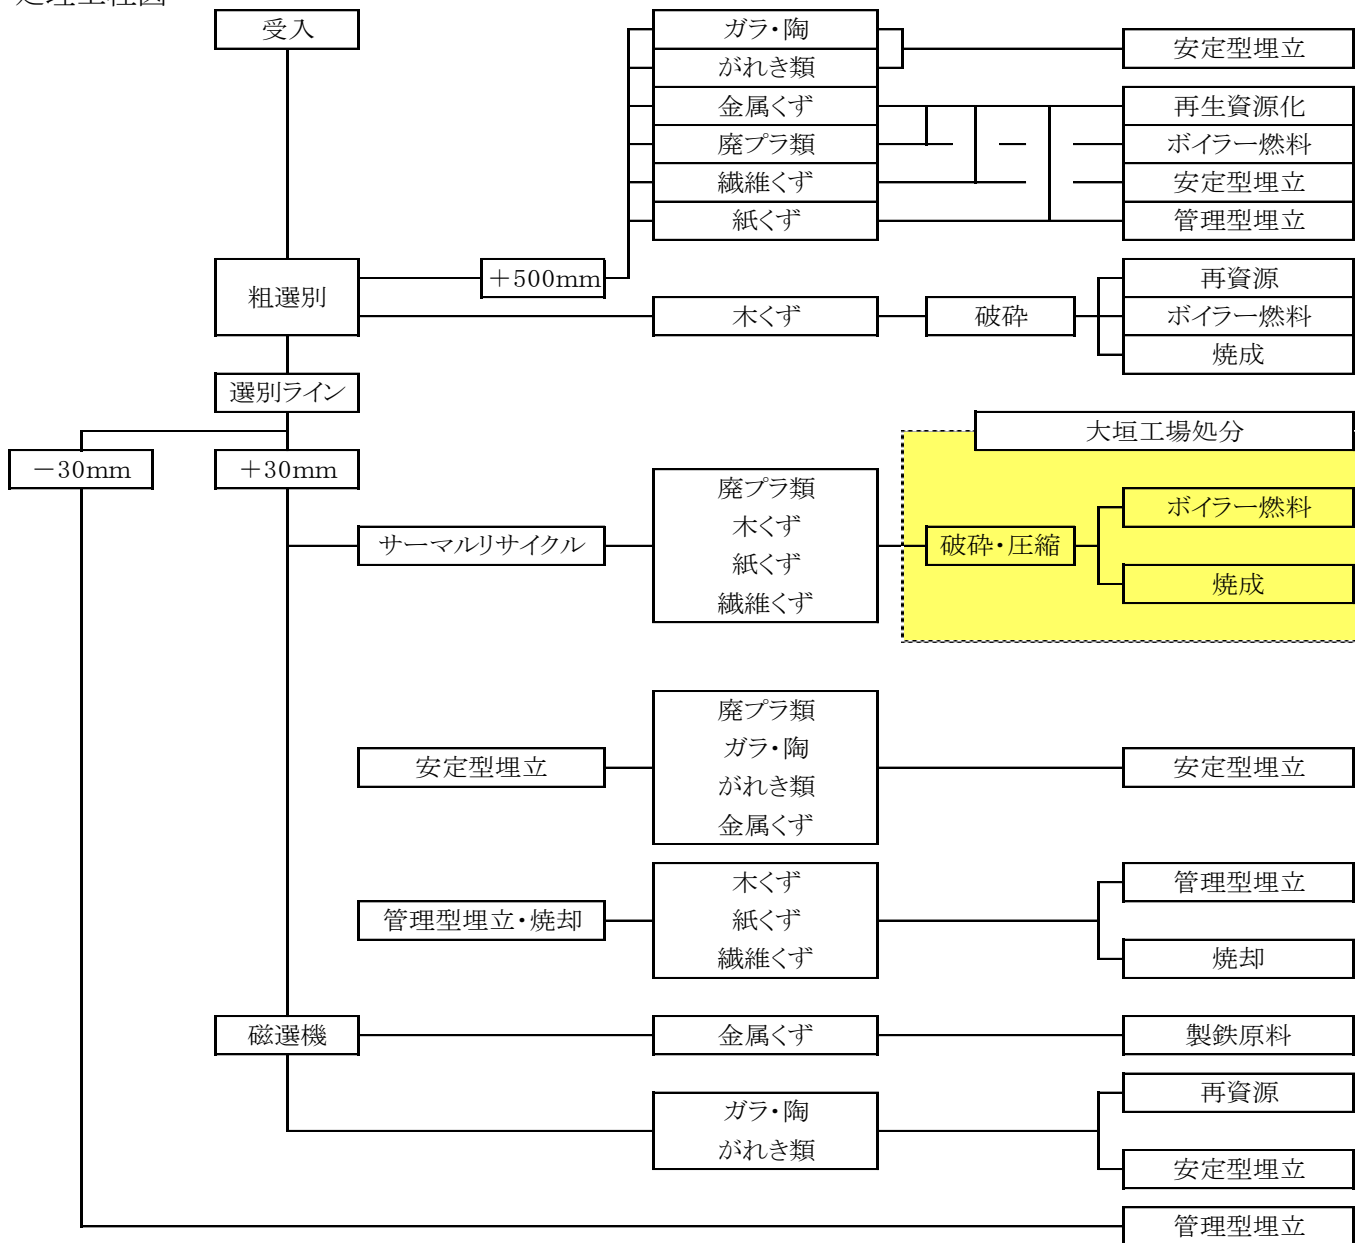 処理工程図
受入
ガラ・陶
がれき類
安定型埋立
金属くず
再生資源化
廃プラ類
ボイラー燃料
繊維くず
安定型埋立
紙くず
管理型埋立
粗選別
+500mm
木くず
破砕
再資源
ボイラー燃料
焼成
選別ライン
-30mm
+30mm
大垣工場処分
サーマルリサイクル
廃プラ類
木くず
紙くず
繊維くず
破砕・圧縮
ボイラー燃料
焼成
安定型埋立
廃プラ類
ガラ・陶
がれき類
金属くず
安定型埋立
管理型埋立・焼却
木くず
紙くず
繊維くず
管理型埋立
焼却
磁選機
金属くず
製鉄原料
ガラ・陶
がれき類
再資源
安定型埋立
管理型埋立